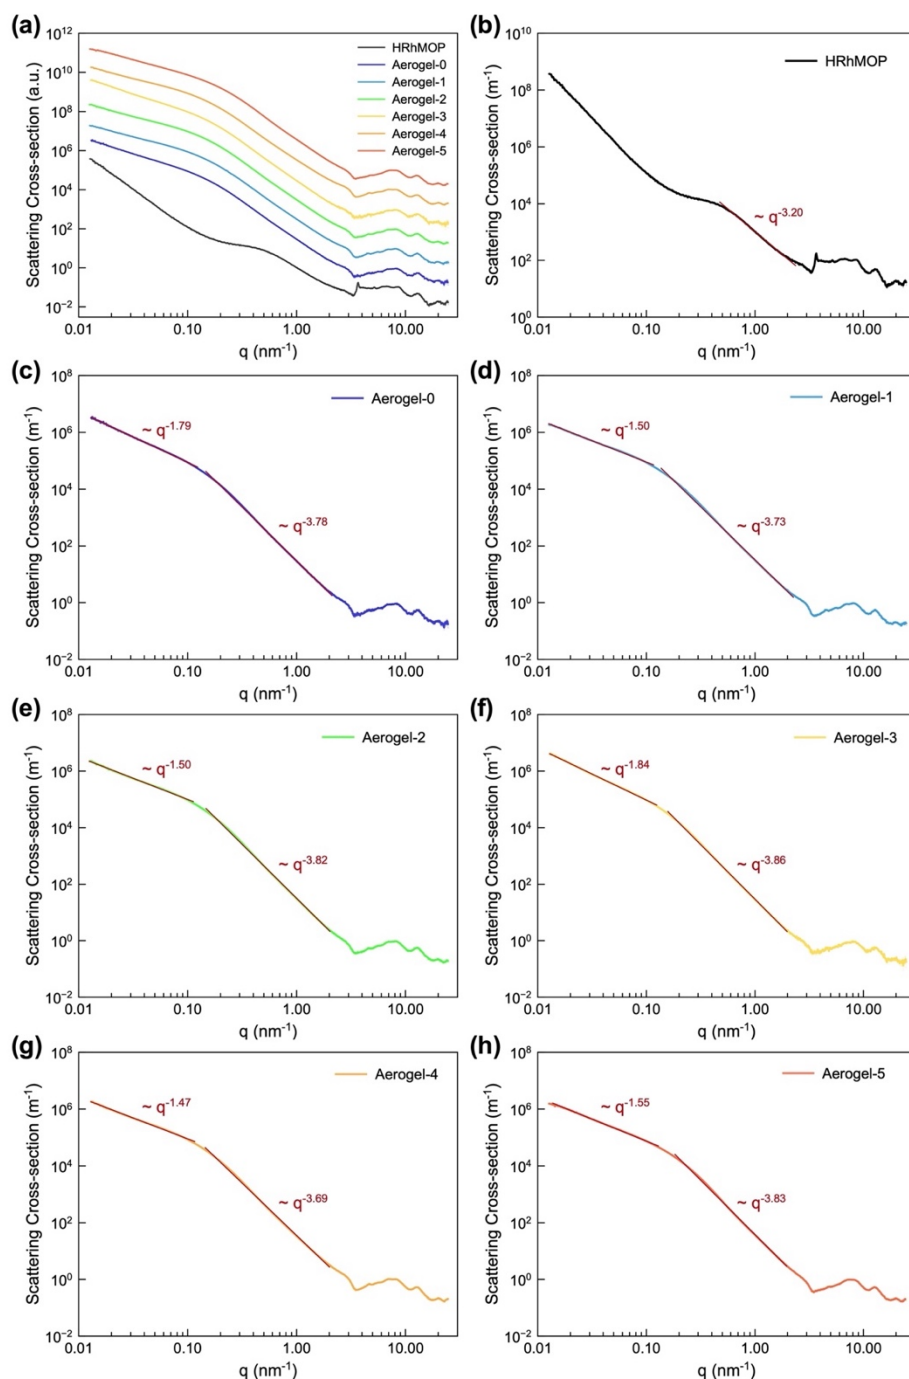 (a)
Scattering Cross-section (a.u.)
10^12
10^10
10^8
10^6
10^4
10^2
10^0
10^-2
0.01 0.10 1.00 10.00
q (nm^-1)
HRhMOP
Aerogel-0
Aerogel-1
Aerogel-2
Aerogel-3
Aerogel-4
Aerogel-5
(b)
Scattering Cross-section (m^-1)
10^10
10^8
10^6
10^4
10^2
10^0
0.01 0.10 1.00 10.00
q (nm^-1)
HRhMOP
~ q^-3.20
(c)
Scattering Cross-section (m^-1)
10^8
10^6
10^4
10^2
10^0
10^-2
0.01 0.10 1.00 10.00
q (nm^-1)
Aerogel-0
~ q^-1.79
~ q^-3.78
(d)
Scattering Cross-section (m^-1)
10^8
10^6
10^4
10^2
10^0
10^-2
0.01 0.10 1.00 10.00
q (nm^-1)
Aerogel-1
~ q^-1.50
~ q^-3.73
(e)
Scattering Cross-section (m^-1)
10^8
10^6
10^4
10^2
10^0
10^-2
0.01 0.10 1.00 10.00
q (nm^-1)
Aerogel-2
~ q^-1.50
~ q^-3.82
(f)
Scattering Cross-section (m^-1)
10^8
10^6
10^4
10^2
10^0
10^-2
0.01 0.10 1.00 10.00
q (nm^-1)
Aerogel-3
~ q^-1.84
~ q^-3.86
(g)
Scattering Cross-section (m^-1)
10^8
10^6
10^4
10^2
10^0
10^-2
0.01 0.10 1.00 10.00
q (nm^-1)
Aerogel-4
~ q^-1.47
~ q^-3.69
(h)
Scattering Cross-section (m^-1)
10^8
10^6
10^4
10^2
10^0
10^-2
0.01 0.10 1.00 10.00
q (nm^-1)
Aerogel-5
~ q^-1.55
~ q^-3.83